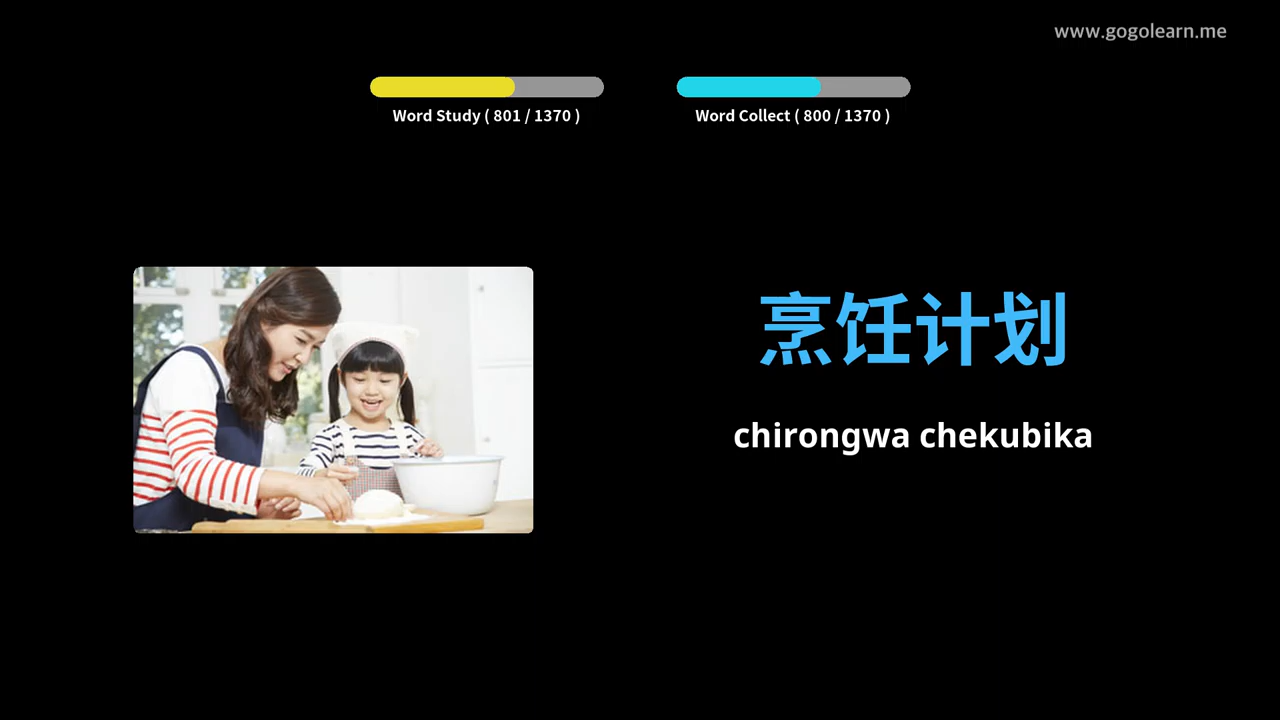 www.gogolearn.me
Word Study ( 801 / 1370 )
Word Collect ( 800 / 1370 )
烹饪计划
chirongwa chekubika